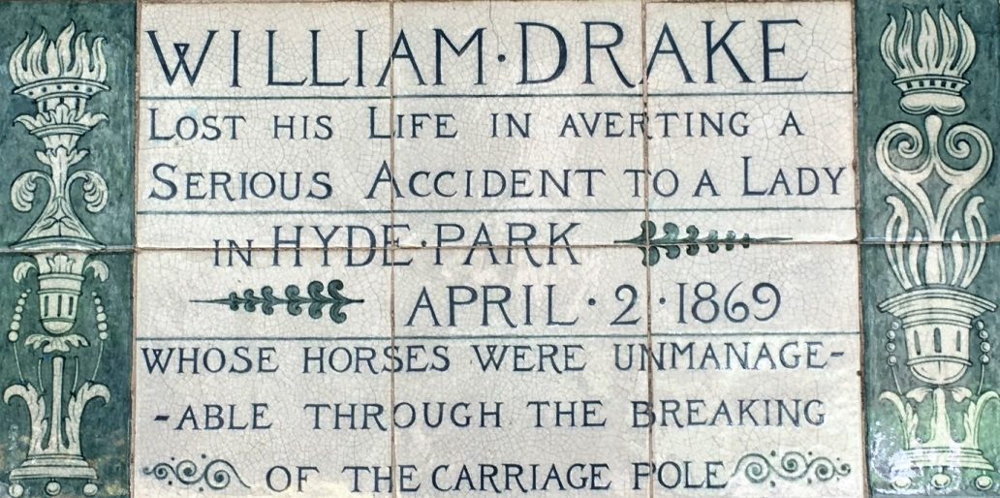 WILLIAM·DRAKE
LOST HIS LIFE IN AVERTING A
SERIOUS ACCIDENT TO A LADY
IN HYDE·PARK
APRIL·2·1869
WHOSE HORSES WERE UNMANAGE-
-ABLE THROUGH THE BREAKING
OF THE CARRIAGE POLE